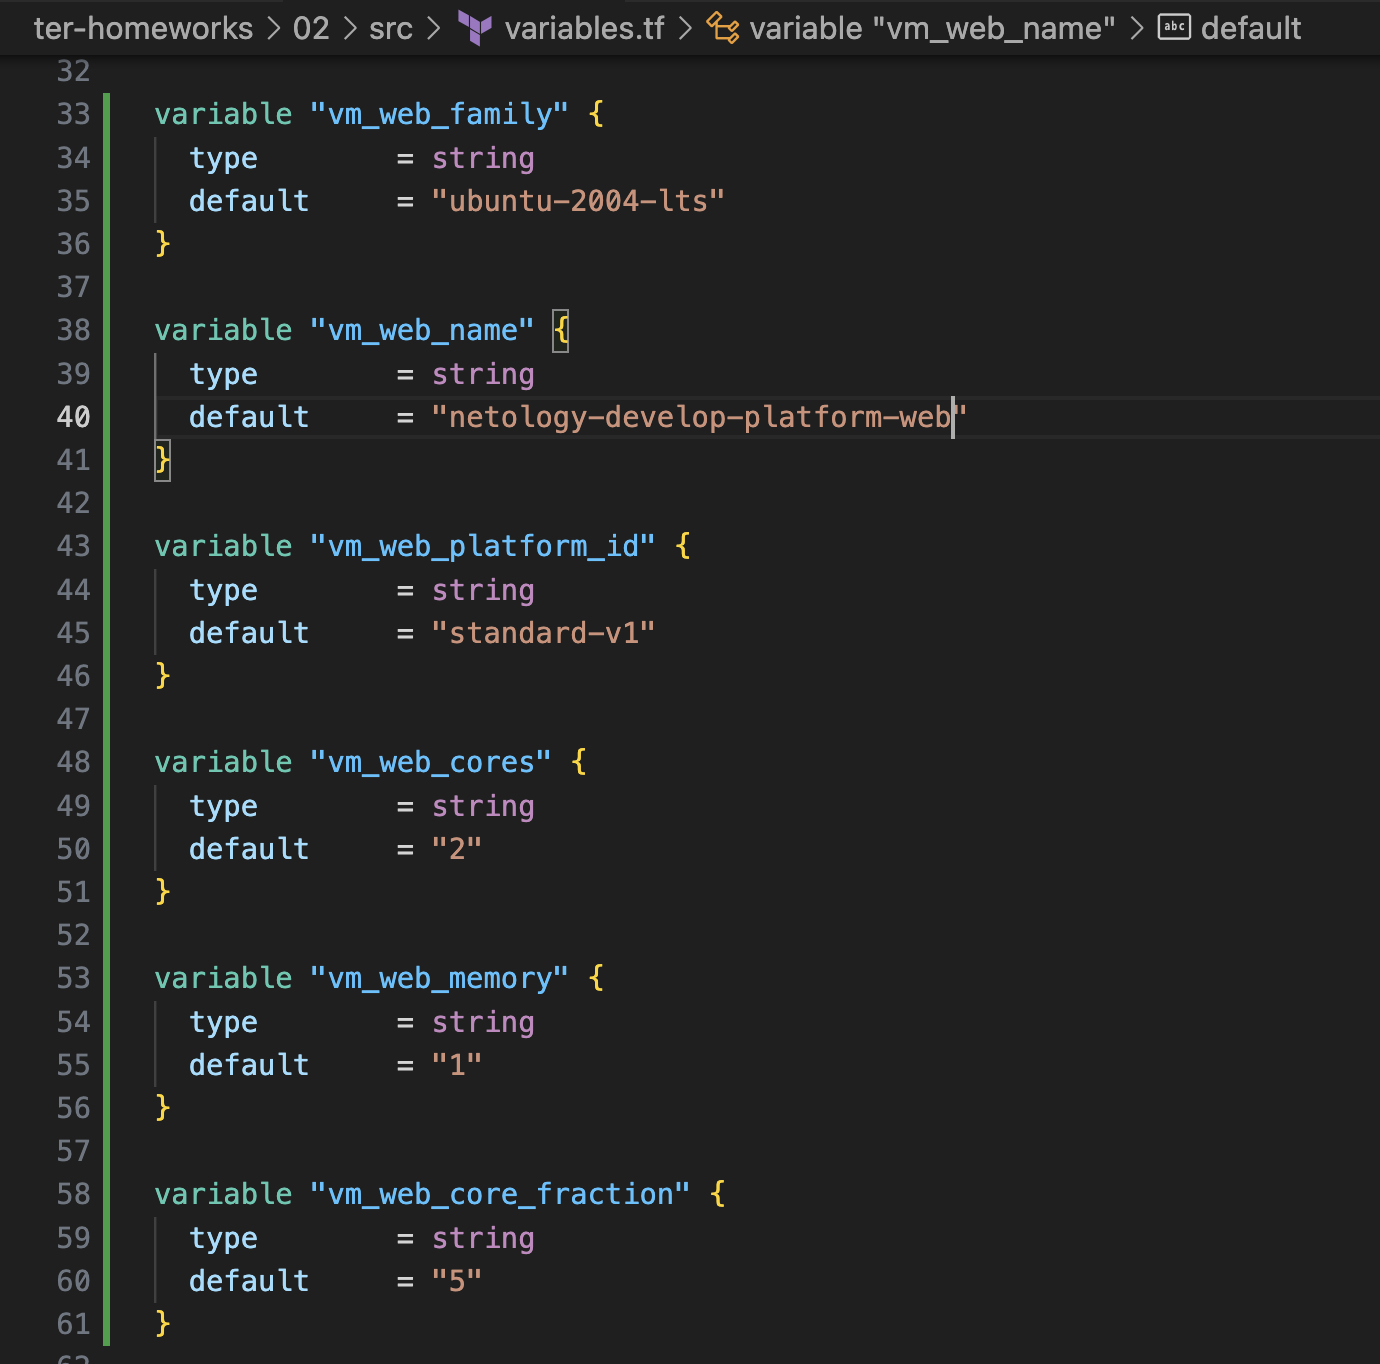 ter-homeworks > 02 > src > variables.tf > variable "vm_web_name" > abc default
32
33 variable "vm_web_family" {
34   type        = string
35   default     = "ubuntu-2004-lts"
36 }
37
38 variable "vm_web_name" {
39   type        = string
40   default     = "netology-develop-platform-web"
41 }
42
43 variable "vm_web_platform_id" {
44   type        = string
45   default     = "standard-v1"
46 }
47
48 variable "vm_web_cores" {
49   type        = string
50   default     = "2"
51 }
52
53 variable "vm_web_memory" {
54   type        = string
55   default     = "1"
56 }
57
58 variable "vm_web_core_fraction" {
59   type        = string
60   default     = "5"
61 }